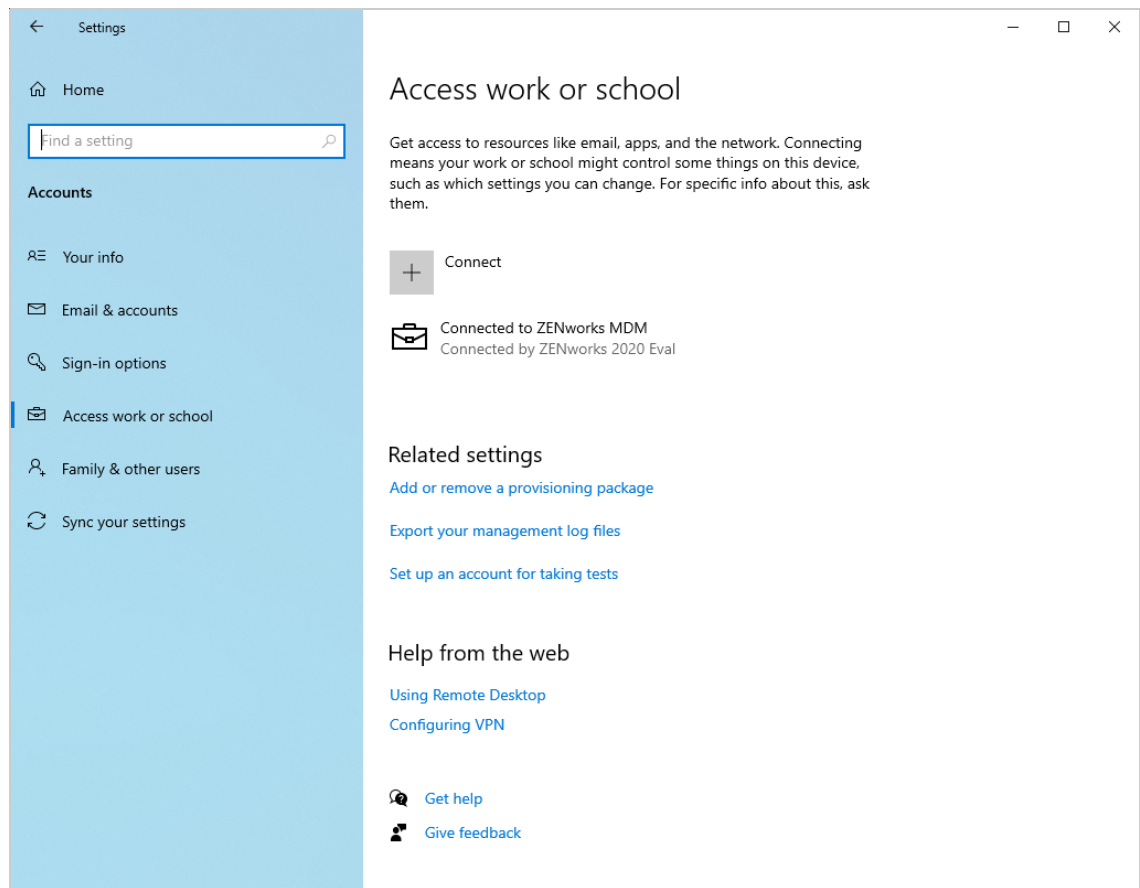 Settings
Home
Find a setting
Accounts
Your info
Email & accounts
Sign-in options
Access work or school
Family & other users
Sync your settings
Access work or school
Get access to resources like email, apps, and the network. Connecting
means your work or school might control some things on this device,
such as which settings you can change. For specific info about this, ask
them.
Connect
Connected to ZENworks MDM
Connected by ZENworks 2020 Eval
Related settings
Add or remove a provisioning package
Export your management log files
Set up an account for taking tests
Help from the web
Using Remote Desktop
Configuring VPN
Get help
Give feedback